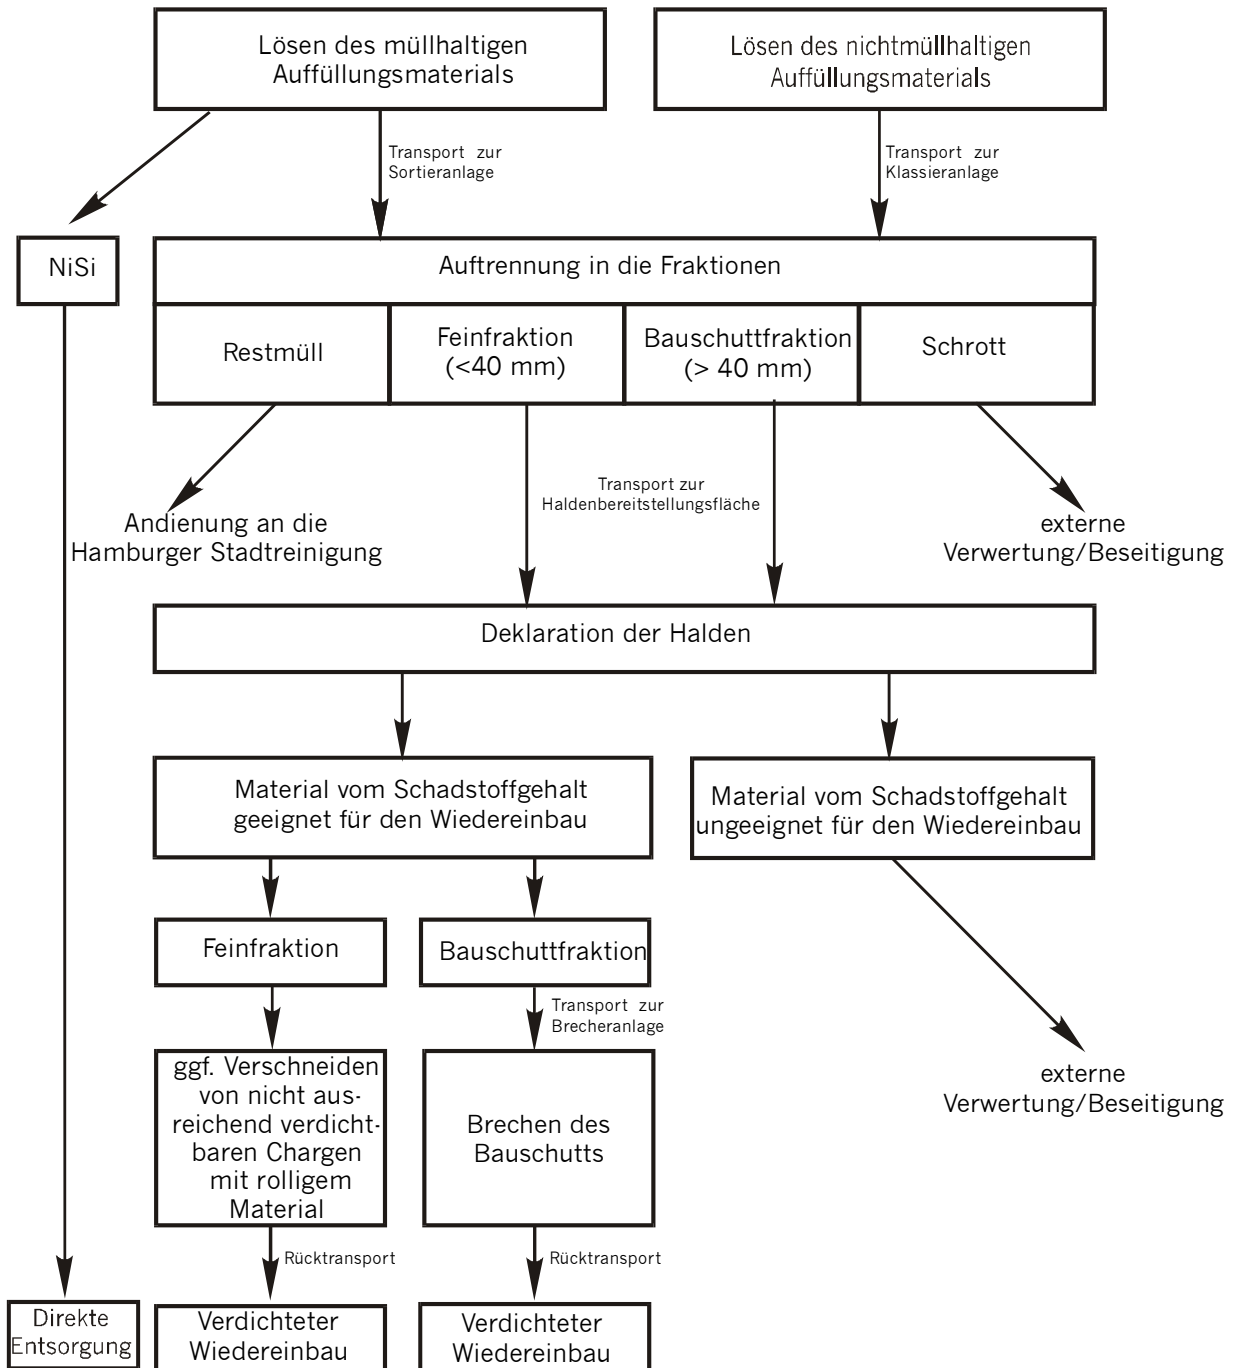 Lösen des müllhaltigen
Auffüllungsmaterials
Lösen des nichtmüllhaltigen
Auffüllungsmaterials
Transport zur
Sortieranlage
Transport zur
Klassieranlage
NiSi
Auftrennung in die Fraktionen
Restmüll
Feinfraktion
(<40 mm)
Bauschuttfraktion
(> 40 mm)
Schrott
Transport zur
Haldenbereitstellungsfläche
Andienung an die
Hamburger Stadtreinigung
externe
Verwertung/Beseitigung
Deklaration der Halden
Material vom Schadstoffgehalt
geeignet für den Wiedereinbau
Material vom Schadstoffgehalt
ungeeignet für den Wiedereinbau
Feinfraktion
Bauschuttfraktion
Transport zur
Brecheranlage
ggf. Verschneiden
von nicht aus-
reichend verdicht-
baren Chargen
mit rolligem
Material
Brechen des
Bauschutts
externe
Verwertung/Beseitigung
Rücktransport
Rücktransport
Direkte
Entsorgung
Verdichteter
Wiedereinbau
Verdichteter
Wiedereinbau